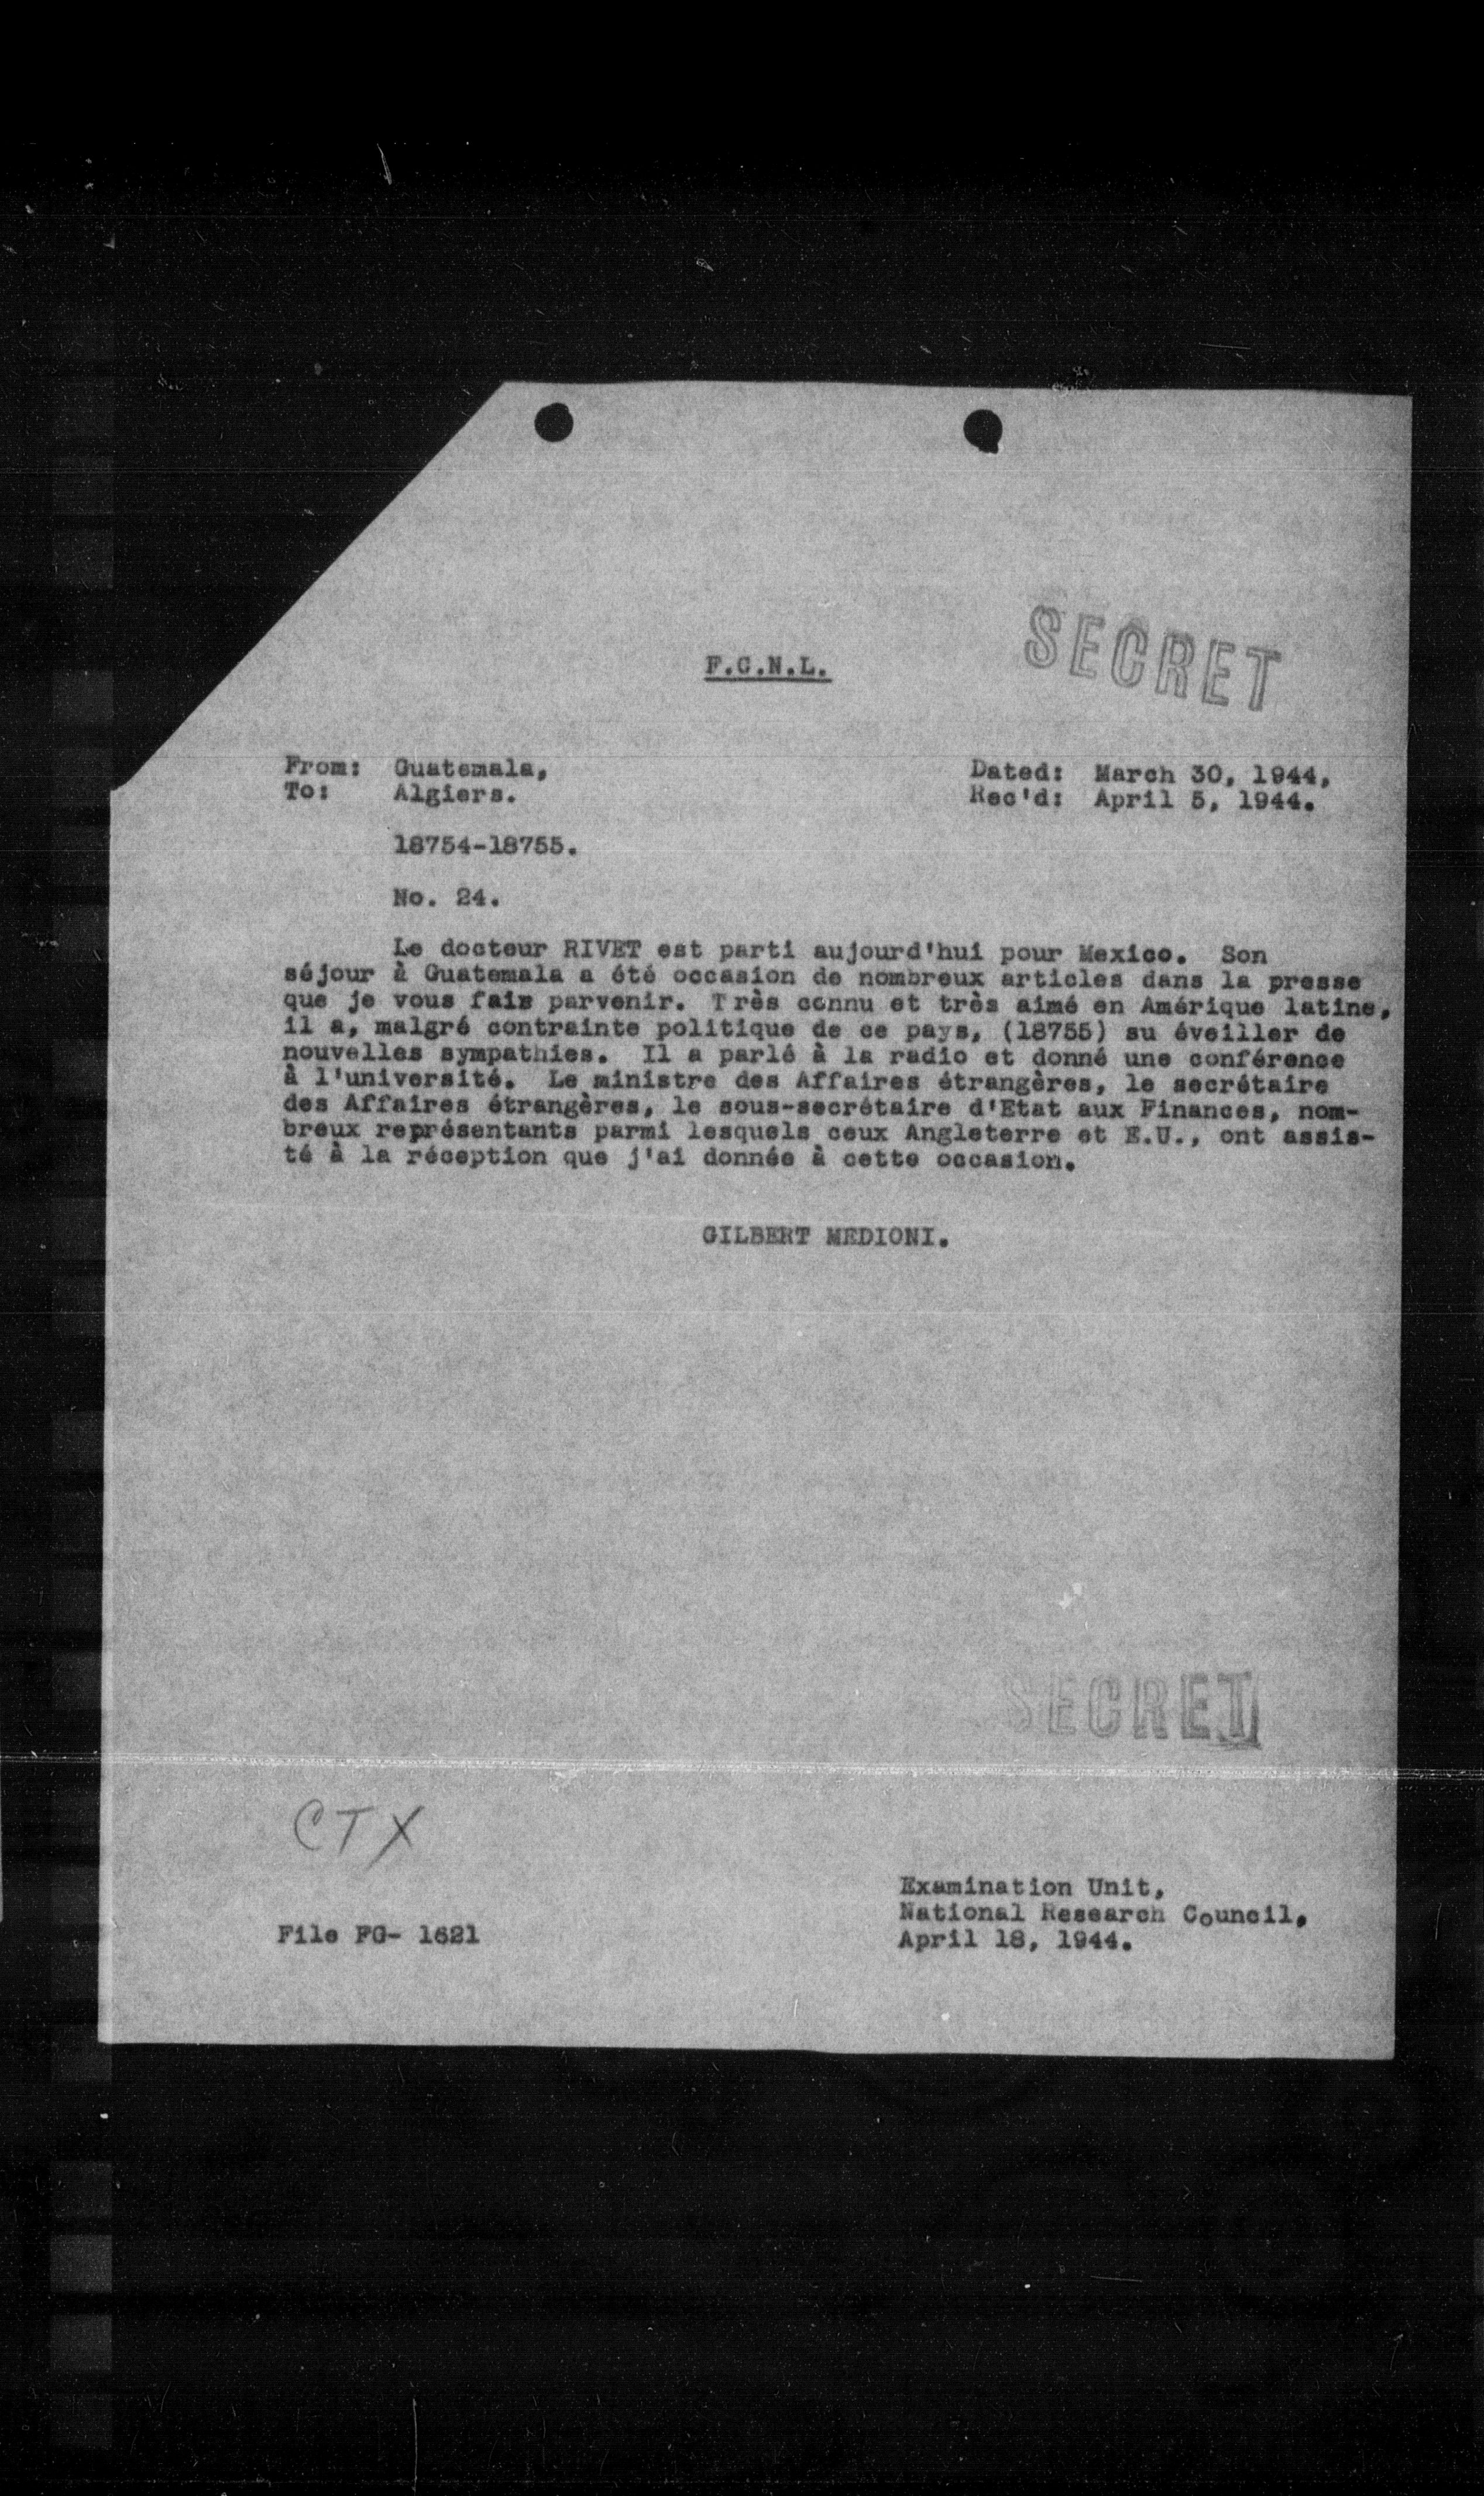 SECRET
F.C.N.L.
From: Guatemala,
To: Algiers.
Dated: March 30, 1944,
Rec'd: April 5, 1944.
18754-18755.
No. 24.
Le docteur RIVET est parti aujourd'hui pour Mexico. Son
séjour à Guatemala a été occasion de nombreux articles dans la presse
que je vous fais parvenir. Très connu et très aimé en Amérique latine,
il a, malgré contrainte politique de ce pays, (18755) su éveiller de
nouvelles sympathies. Il a parlé à la radio et donné une conférence
à l'université. Le ministre des Affaires étrangères, le secrétaire
des Affaires étrangères, le sous-secrétaire d'Etat aux Finances, nom-
breux représentants parmi lesquels ceux Angleterre et E.U., ont assis-
té à la réception que j'ai donnée à cette occasion.
GILBERT MEDIONI.
SECRET
CTX
Examination Unit,
National Research Council,
April 18, 1944.
File FG- 1621